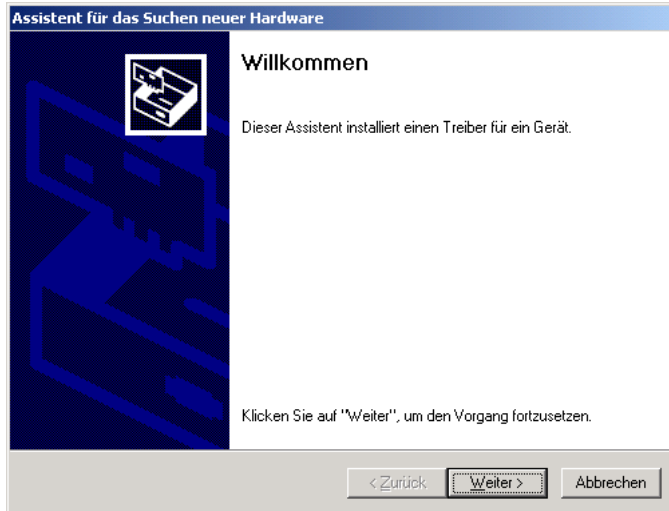 Assistent für das Suchen neuer Hardware
Willkommen
Dieser Assistent installiert einen Treiber für ein Gerät.
Klicken Sie auf "Weiter", um den Vorgang fortzusetzen.
< Zurück Weiter > Abbrechen